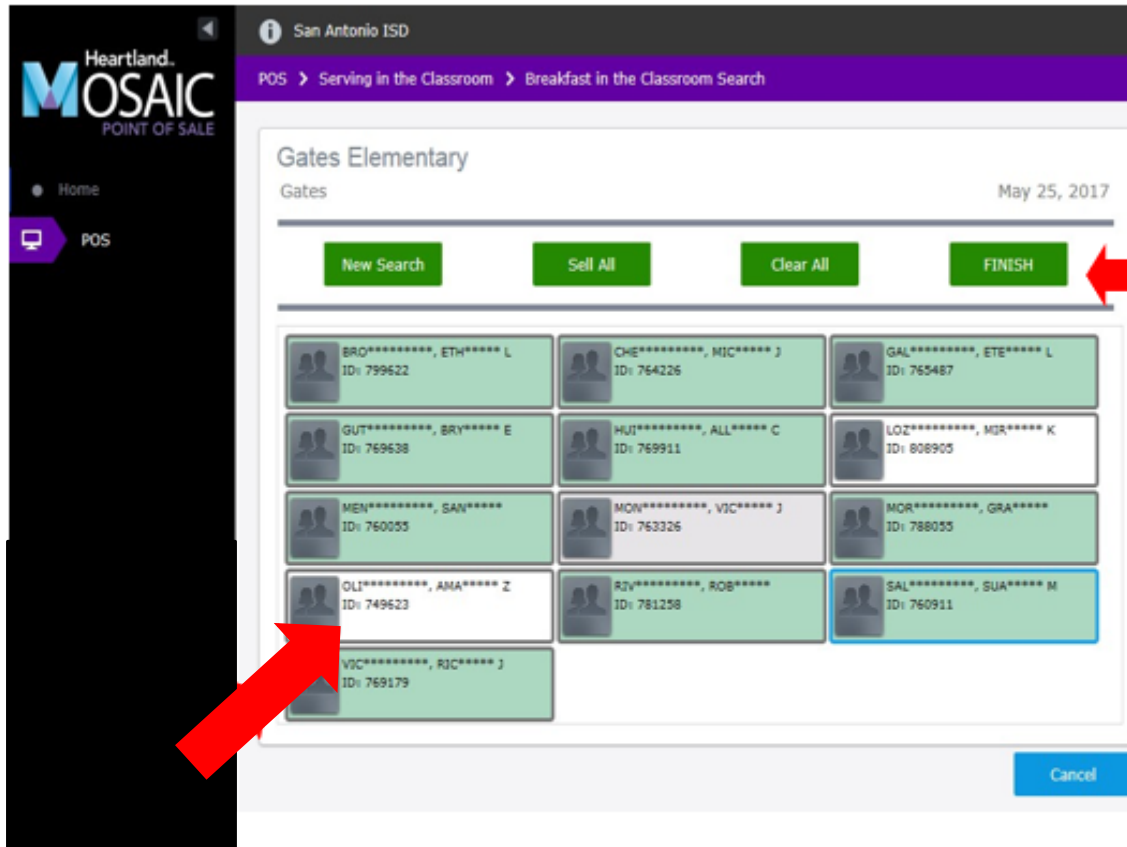 San Antonio ISD
Heartland
MOSAIC
POINT OF SALE
POS > Serving in the Classroom > Breakfast in the Classroom Search
Home
POS
Gates Elementary
Gates
May 25, 2017
New Search
Sell All
Clear All
FINISH
BRO*********, ETH***** L
ID: 799622
CHE*********, MIC***** J
ID: 764226
GAL*********, ETE***** L
ID: 765487
GUT*********, BRY***** E
ID: 769638
HUI*********, ALL***** C
ID: 769911
LOZ*********, MIR***** K
ID: 808905
MEN*********, SAN*****
ID: 760055
MON*********, VIC***** J
ID: 763326
MOR*********, GRA*****
ID: 788055
OLI*********, AMA***** Z
ID: 749623
RIV*********, ROB*****
ID: 781258
SAL*********, SUA***** M
ID: 760911
VIC*********, RIC***** J
ID: 769179
Cancel